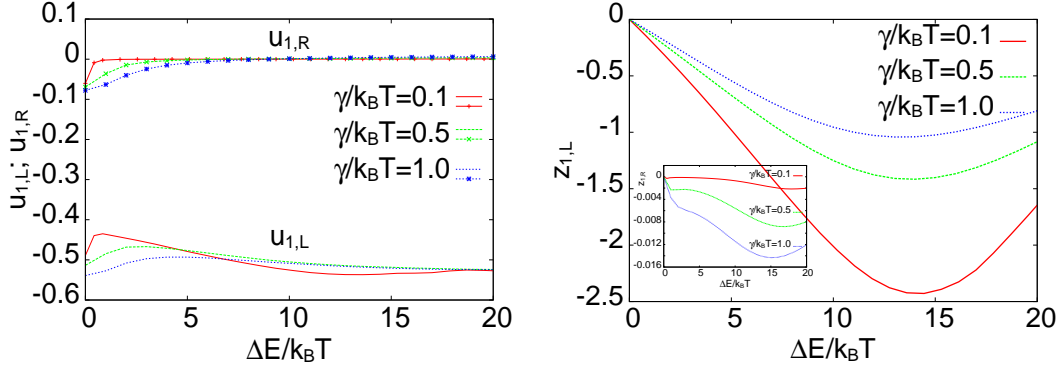 0.1
0
-0.1
-0.2
-0.3
-0.4
-0.5
-0.6
u1,L; u1,R
u1,R
γ/kBT=0.1
γ/kBT=0.5
γ/kBT=1.0
u1,L
0 5 10 15 20
ΔE/kBT
0
-0.5
-1
-1.5
-2
-2.5
z1,L
γ/kBT=0.1
γ/kBT=0.5
γ/kBT=1.0
0
-0.004
-0.008
-0.012
-0.016
z1,R
γ/kBT=0.1
γ/kBT=0.5
γ/kBT=1.0
0 5 10 15 20
ΔE/kBT
0 5 10 15 20
ΔE/kBT